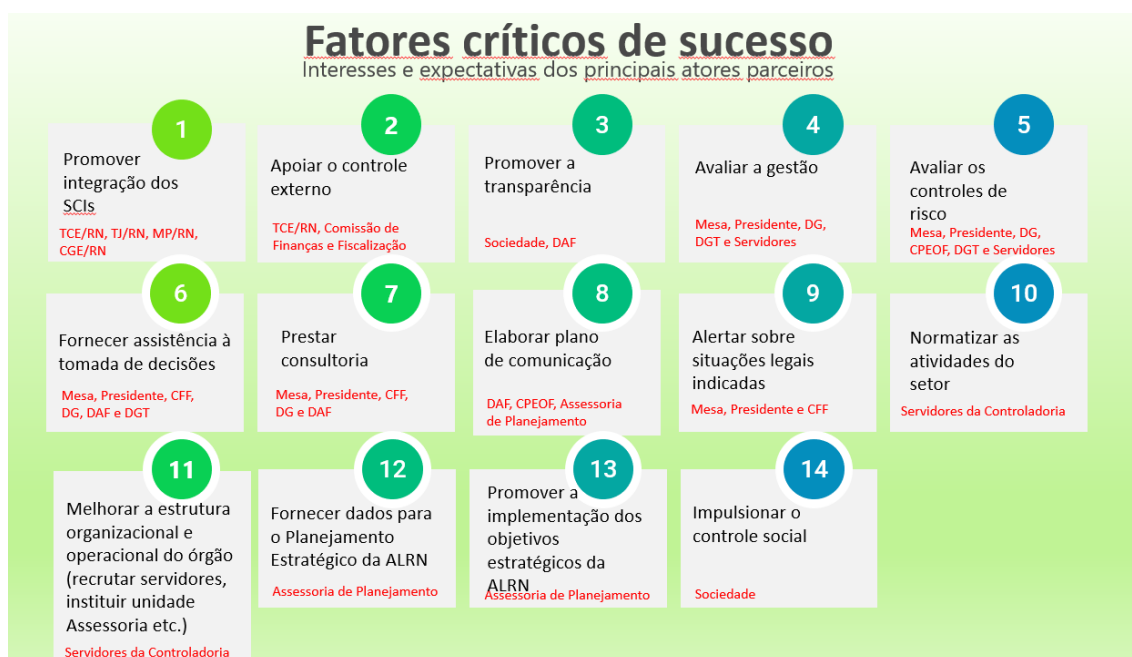 Fatores críticos de sucesso
Interesses e expectativas dos principais atores parceiros
1
Promover
integração dos
SCIs
TCE/RN, TJ/RN, MP/RN,
CGE/RN
2
Apoiar o controle
externo
TCE/RN, Comissão de
Finanças e Fiscalização
3
Promover a
transparência
Sociedade, DAF
4
Avaliar a gestão
Mesa, Presidente, DG,
DGT e Servidores
5
Avaliar os
controles de
risco
Mesa, Presidente, DG,
CPEOF, DGT e Servidores
6
Fornecer assistência à
tomada de decisões
Mesa, Presidente, CFF,
DG, DAF e DGT
7
Prestar
consultoria
Mesa, Presidente, CFF,
DG e DAF
8
Elaborar plano
de comunicação
DAF, CPEOF, Assessoria
de Planejamento
9
Alertar sobre
situações legais
indicadas
Mesa, Presidente e CFF
10
Normatizar as
atividades do
setor
Servidores da Controladoria
11
Melhorar a estrutura
organizacional e
operacional do órgão
(recrutar servidores,
instituir unidade
Assessoria etc.)
Servidores da Controladoria
12
Fornecer dados para
o Planejamento
Estratégico da ALRN
Assessoria de Planejamento
13
Promover a
implementação dos
objetivos
estratégicos da
ALRN
Assessoria de Planejamento
14
Impulsionar o
controle social
Sociedade